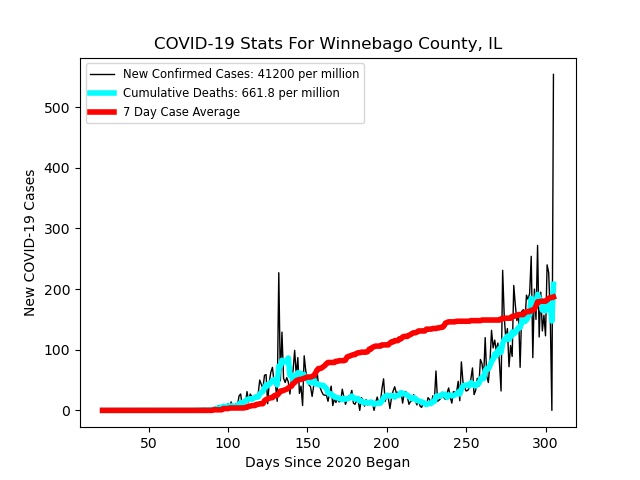 COVID-19 Stats For Winnebago County, IL
New Confirmed Cases: 41200 per million
Cumulative Deaths: 661.8 per million
7 Day Case Average
500
400
300
200
100
0
New COVID-19 Cases
50 100 150 200 250 300
Days Since 2020 Began